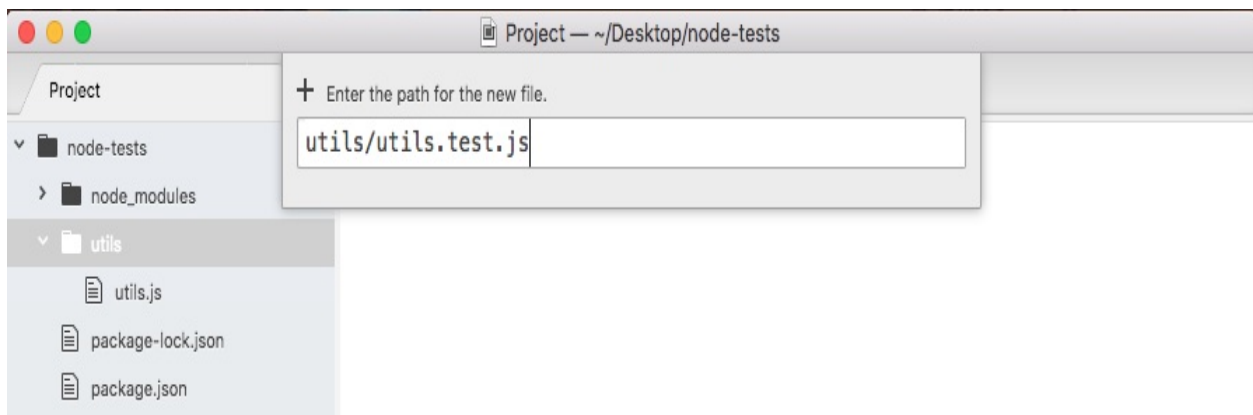 Project — ~/Desktop/node-tests
Project
Enter the path for the new file.
utils/utils.test.js
node-tests
node_modules
utils
utils.js
package-lock.json
package.json